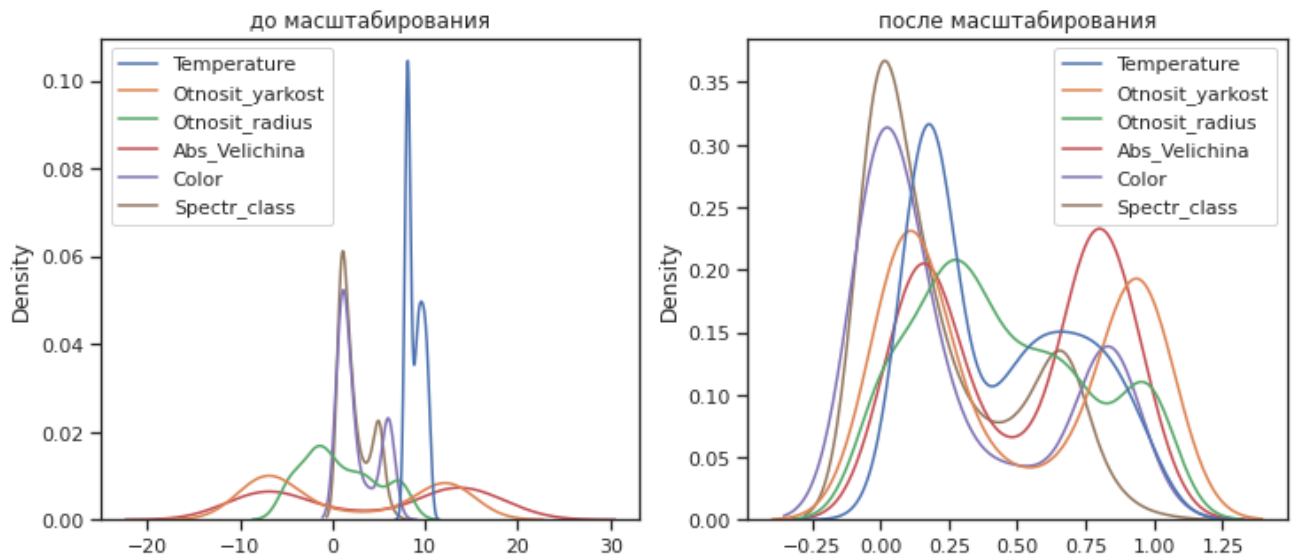 до масштабирования
Density
0.10
0.08
0.06
0.04
0.02
0.00
Temperature
Otnosit_yarkost
Otnosit_radius
Abs_Velichina
Color
Spectr_class
−20
−10
0
10
20
30
после масштабирования
Density
0.35
0.30
0.25
0.20
0.15
0.10
0.05
0.00
Temperature
Otnosit_yarkost
Otnosit_radius
Abs_Velichina
Color
Spectr_class
−0.25
0.00
0.25
0.50
0.75
1.00
1.25